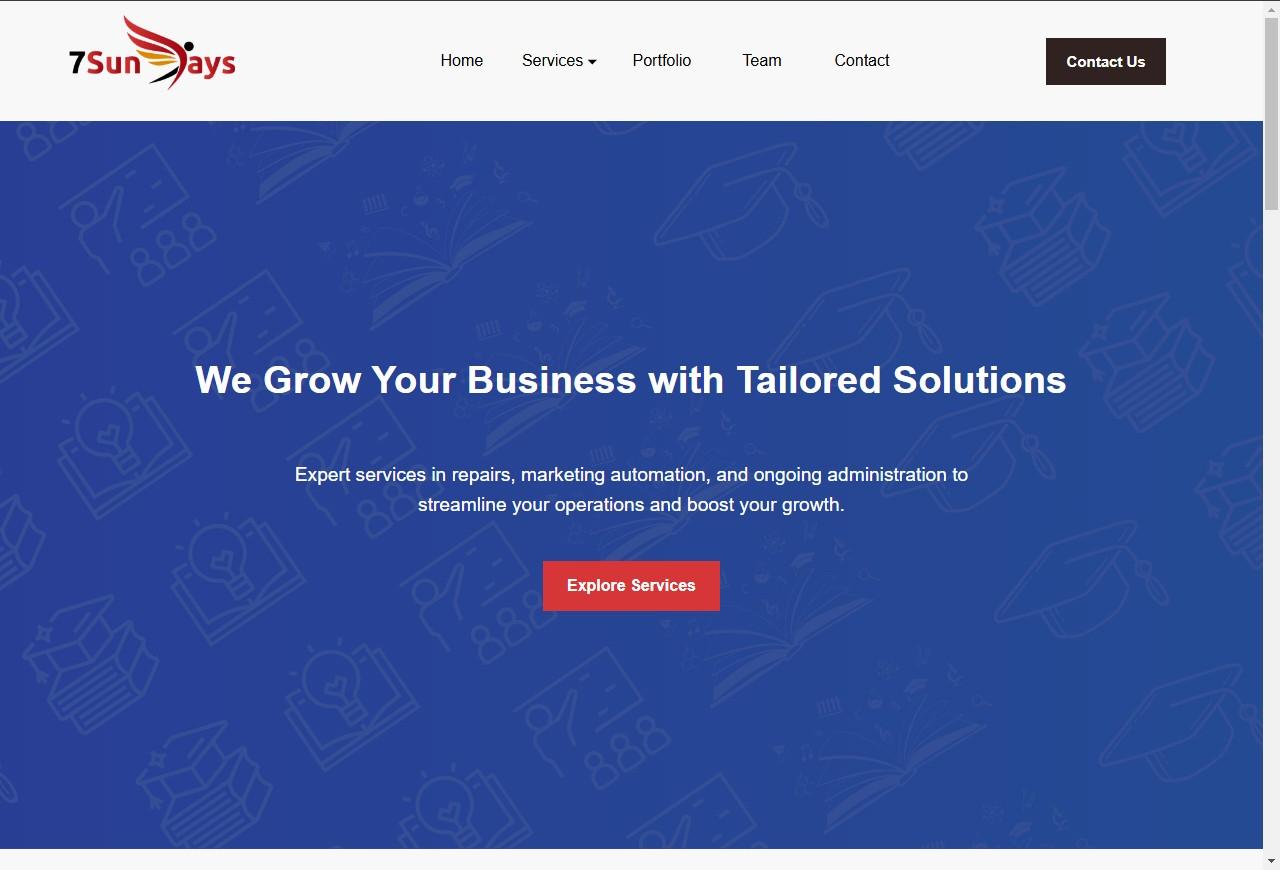 7SunDays
Home
Services
Portfolio
Team
Contact
Contact Us
We Grow Your Business with Tailored Solutions
Expert services in repairs, marketing automation, and ongoing administration to
streamline your operations and boost your growth.
Explore Services